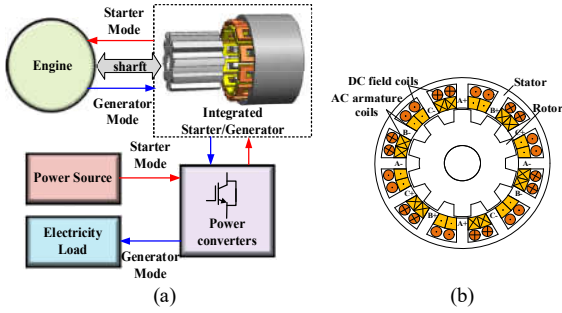 Starter
Mode
Engine
sharft
Generator
Mode
Integrated
Starter/Generator
Starter
Mode
Power Source
Power
converters
Electricity
Load
Generator
Mode
(a)
DC field coils
AC armature
coils
Stator
Rotor
A+
B+
C-
B-
A-
A-
C+
B+
A+
(b)